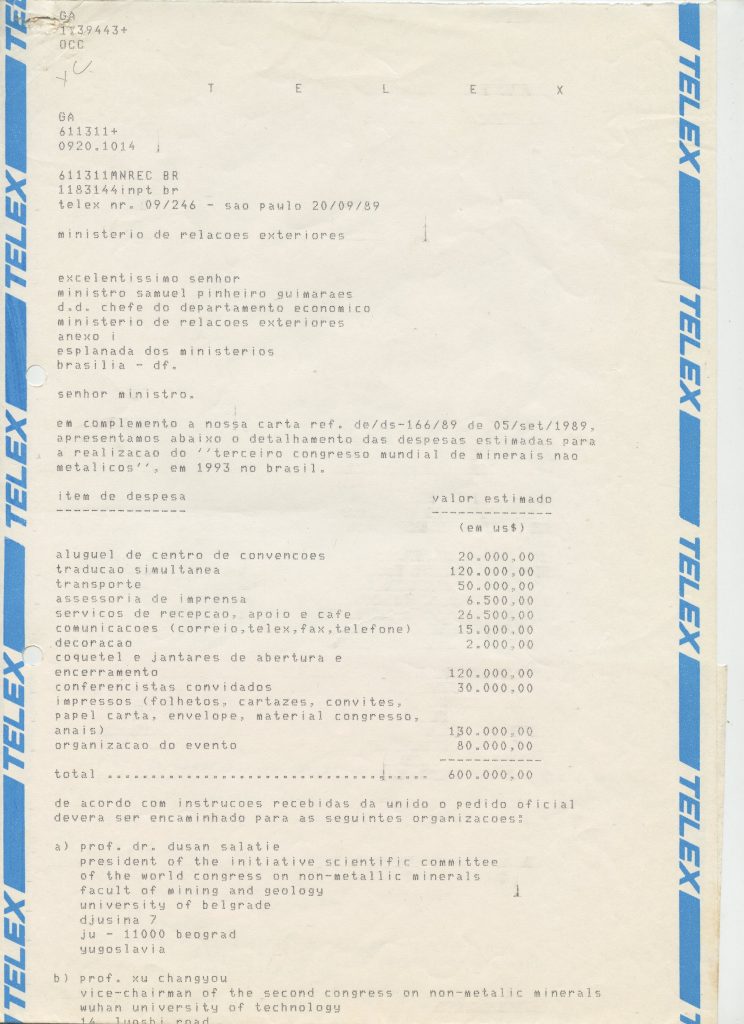 GA
1739443+
OCC
T E L E X
GA
611311+
0920.1014
611311MNREC BR
1183144inpt br
telex nr. 09/246 - sao paulo 20/09/89
ministerio de relacoes exteriores
excelentissimo senhor
ministro samuel pinheiro guimaraes
d.d. chefe do departamento economico
ministerio de relacoes exteriores
anexo i
esplanada dos ministerios
brasilia - df.
senhor ministro.
em complemento a nossa carta ref. de/ds-166/89 de 05/set/1989,
apresentamos abaixo o detalhamento das despesas estimadas para
a realizacao do ''terceiro congresso mundial de minerais nao
metalicos'', em 1993 no brasil.
item de despesa valor estimado
--------------- --------------
(em us$)
aluguel de centro de convencoes 20.000,00
traducao simultanea 120.000,00
transporte 50.000,00
assessoria de imprensa 6.500,00
servicos de recepcao, apoio e cafe 26.500,00
comunicacoes (correio,telex,fax,telefone) 15.000,00
decoracao 2.000,00
coquetel e jantares de abertura e
encerramento 120.000,00
conferencistas convidados 30.000,00
impressos (folhetos, cartazes, convites,
papel carta, envelope, material congresso,
anais) 130.000,00
organizacao do evento 80.000,00
------------
total ..................................... 600.000,00
de acordo com instrucoes recebidas da unido o pedido oficial
devera ser encaminhado para as seguintes organizacoes:
a) prof. dr. dusan salatie
president of the initiative scientific committee
of the world congress on non-metallic minerals
facult of mining and geology
university of belgrade
djusina 7
ju - 11000 beograd
yugoslavia
b) prof. xu changyou
vice-chairman of the second congress on non-metalic minerals
wuhan university of technology
14, luoshi road
TELEX
TELEX
TELEX
TELEX
TELEX
TELEX
TELEX
TELEX
TELEX